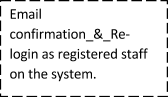 Email
confirmation_&_Re-
login as registered staff
on the system.